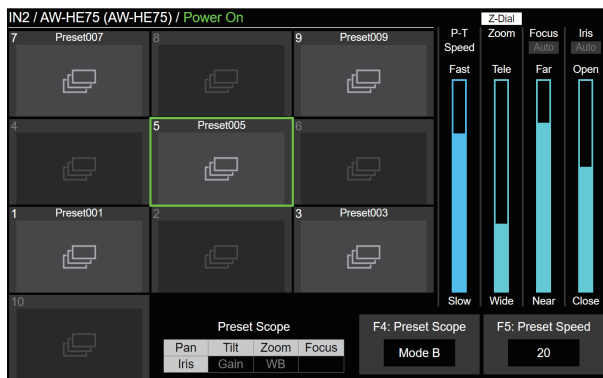 IN2 / AW-HE75 (AW-HE75) / Power On
Z-Dial
P-T Speed
Zoom
Focus
Iris
Auto
Auto
Fast
Tele
Far
Open
7 Preset007
8
9 Preset009
4
5 Preset005
6
1 Preset001
2
3 Preset003
10
Slow
Wide
Near
Close
Preset Scope
Pan Tilt Zoom Focus
Iris Gain WB
F4: Preset Scope
Mode B
F5: Preset Speed
20